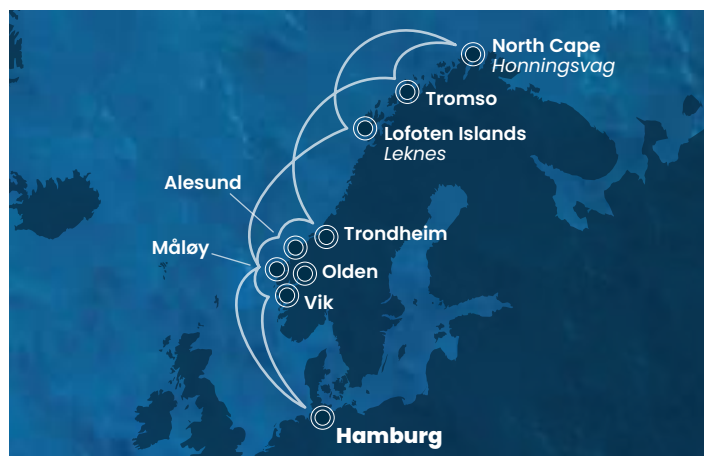 North Cape
Honningsvag
Tromso
Lofoten Islands
Leknes
Alesund
Trondheim
Måløy
Olden
Vik
Hamburg